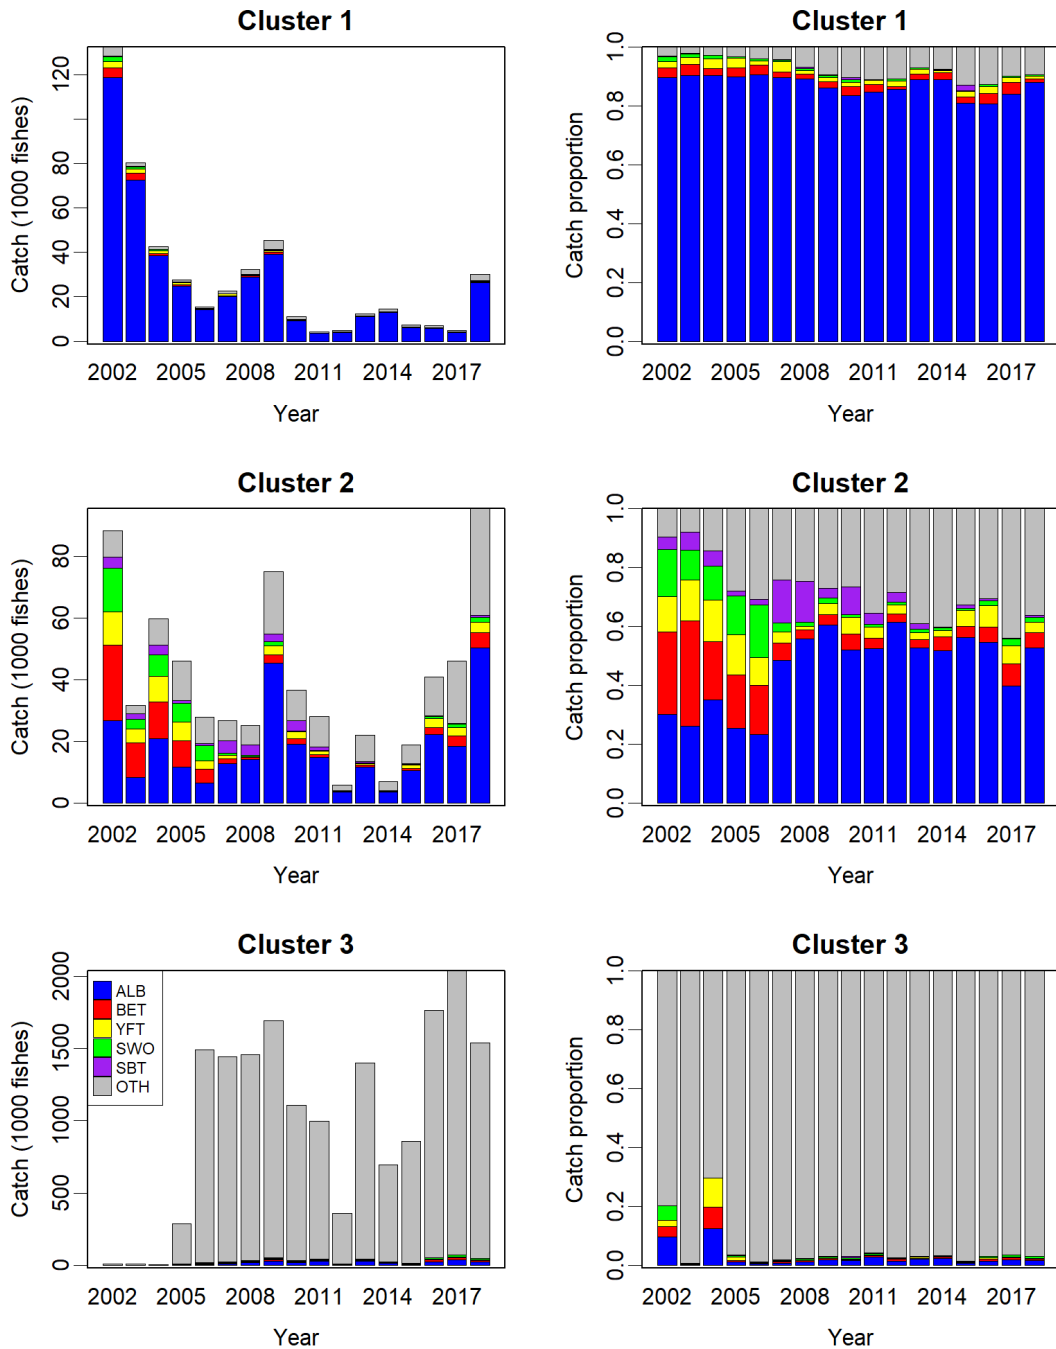 Cluster 1
Catch (1000 fishes)
0 20 40 60 80 120
2002 2005 2008 2011 2014 2017
Year
Cluster 1
Catch proportion
0.0 0.2 0.4 0.6 0.8 1.0
2002 2005 2008 2011 2014 2017
Year
Cluster 2
Catch (1000 fishes)
0 20 40 60 80
2002 2005 2008 2011 2014 2017
Year
Cluster 2
Catch proportion
0.0 0.2 0.4 0.6 0.8 1.0
2002 2005 2008 2011 2014 2017
Year
Cluster 3
Catch (1000 fishes)
0 500 1000 1500 2000
ALB
BET
YFT
SWO
SBT
OTH
2002 2005 2008 2011 2014 2017
Year
Cluster 3
Catch proportion
0.0 0.2 0.4 0.6 0.8 1.0
2002 2005 2008 2011 2014 2017
Year